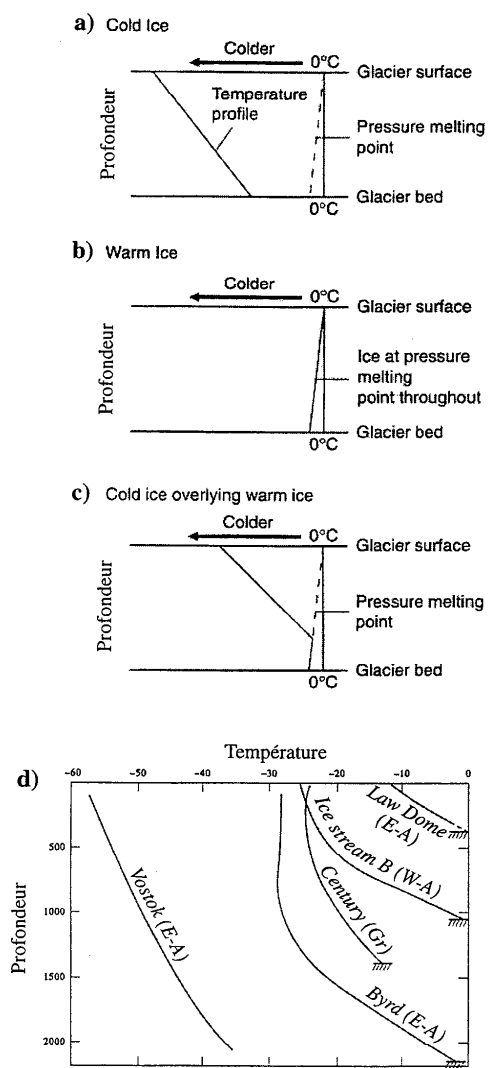 a) Cold Ice
Colder
0°C
Glacier surface
Temperature
profile
Profondeur
Pressure melting
point
0°C
Glacier bed
b) Warm Ice
Colder
0°C
Glacier surface
Profondeur
Ice at pressure
melting
point throughout
0°C
Glacier bed
c) Cold ice overlying warm ice
Colder
0°C
Glacier surface
Profondeur
Pressure melting
point
0°C
Glacier bed
Température
d)
-60 -50 -40 -30 -20 -10 0
Law Dome
(E-A)
Ice stream B (W-A)
500
Vostok (E-A)
Century (Gr)
Profondeur
1000
2500
Byrd (E-A)
2000